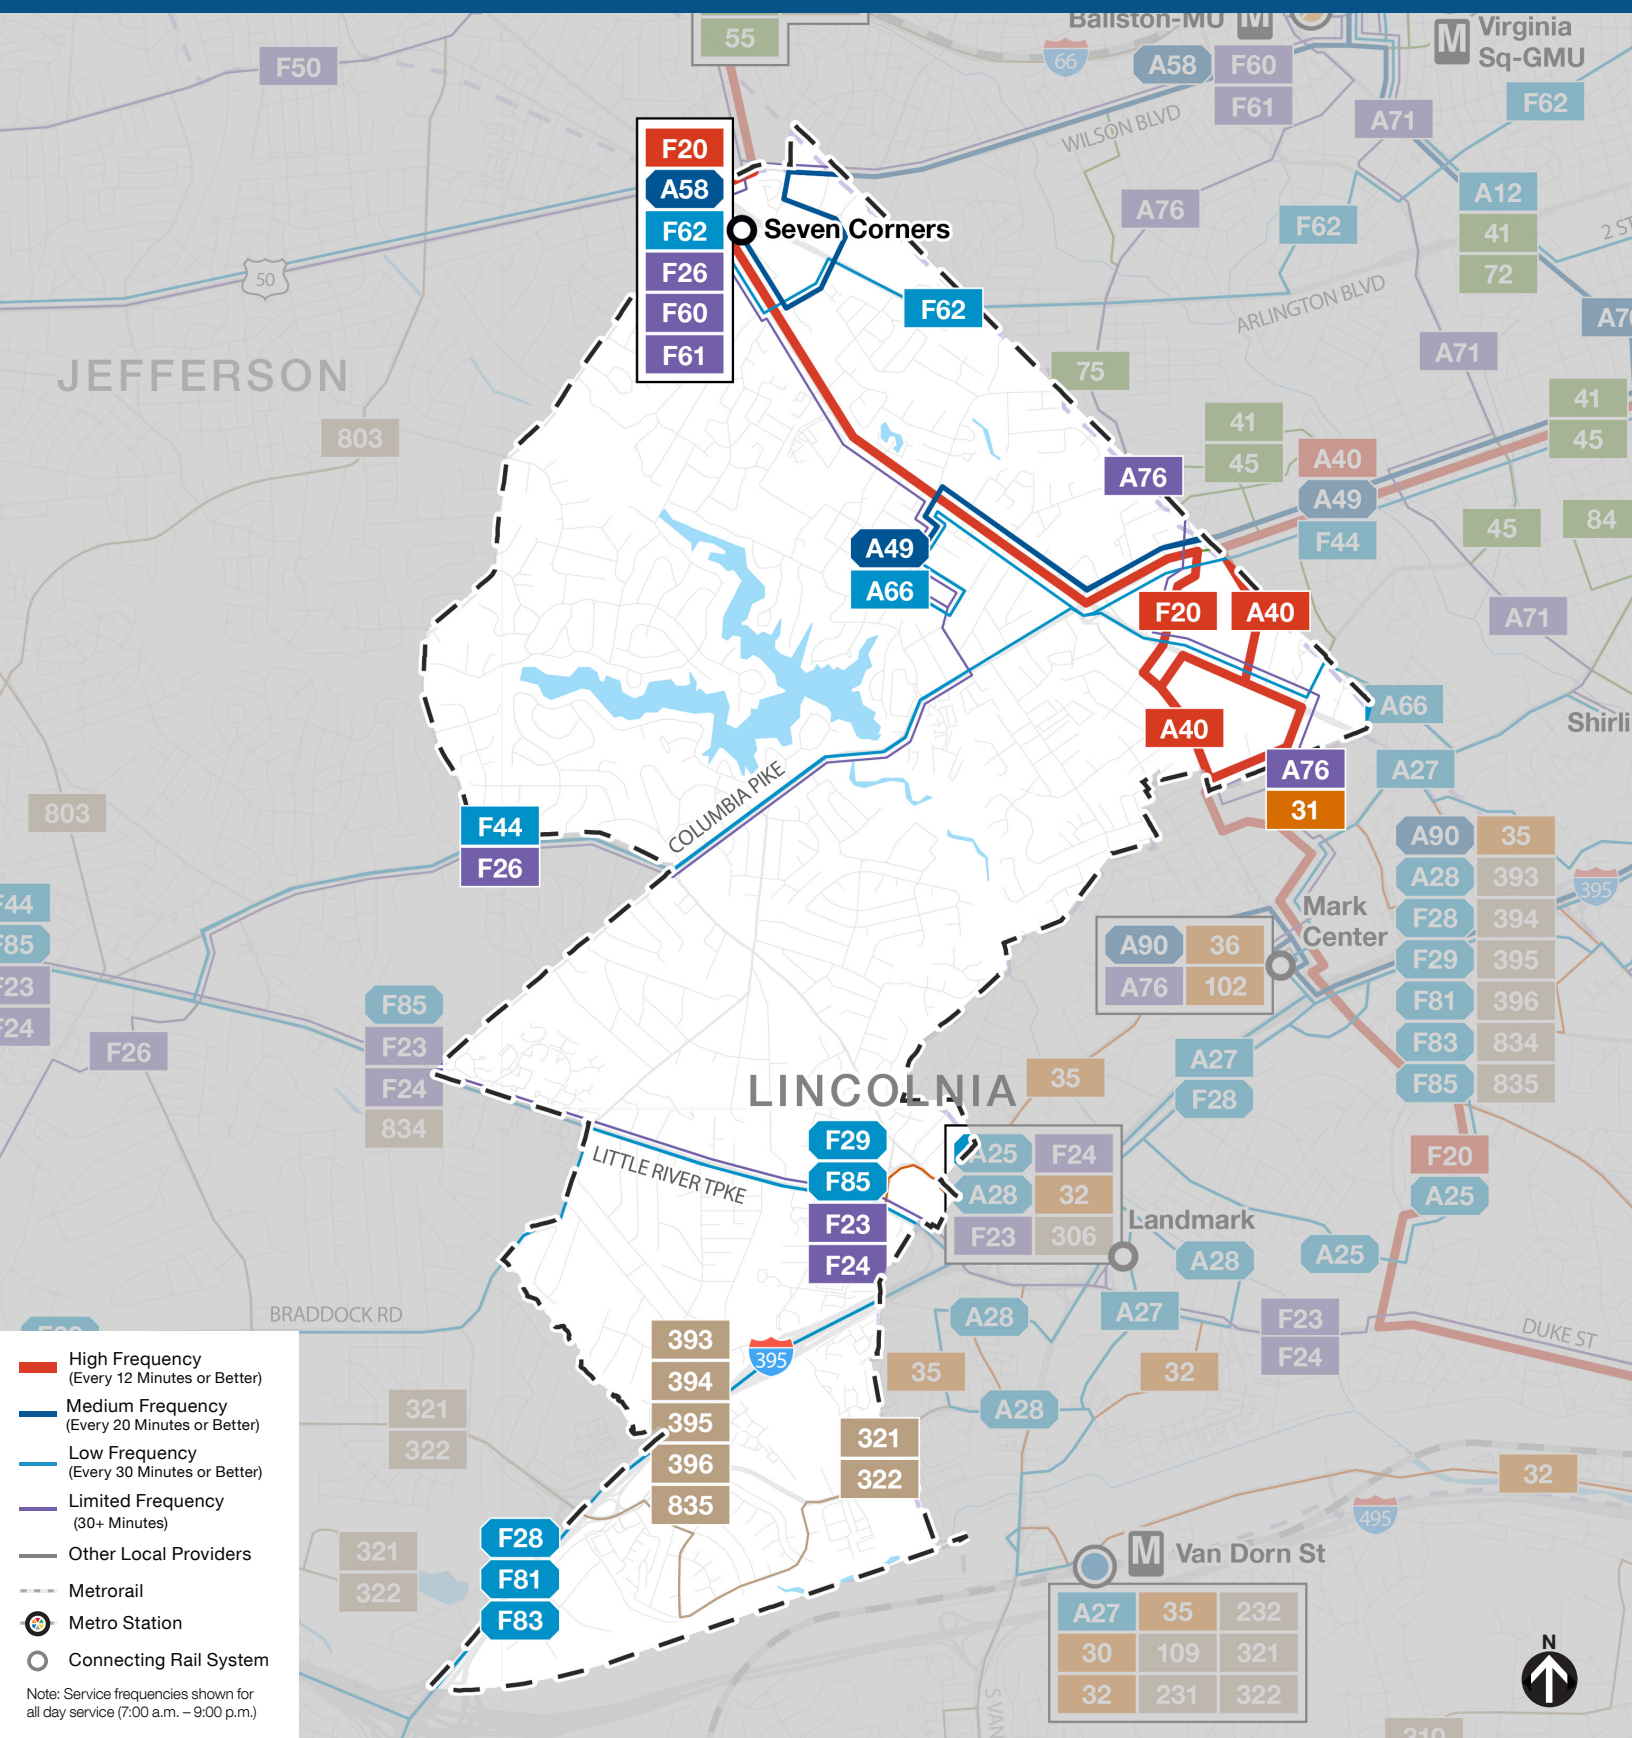 55
Ballston-MU M
66
A58
F60
F61
M Virginia
Sq-GMU
F62
F50
A71
WILSON BLVD
F20
A58
F62
F26
F60
F61
Seven Corners
A76
F62
A12
41
72
2 ST
50
F62
ARLINGTON BLVD
JEFFERSON
75
A71
803
41
45
41
45
A40
A49
F44
A76
45
84
A49
A66
F20
A40
A71
A66
Shirli
A40
A76
31
A27
COLUMBIA PIKE
803
F44
F26
A90
A28
F28
F29
F81
F83
F85
35
393
394
395
396
834
835
395
Mark
Center
A90
36
A76
102
F44
F85
F23
F24
F26
F85
F23
F24
834
LINCOLNIA
35
A27
F28
F29
F85
F23
F24
LITTLE RIVER TPKE
A25
F24
A28
32
F23
306
Landmark
F20
A25
A28
A25
BRADDOCK RD
A28
A27
F23
F24
DUKE ST
393
394
395
396
835
395
35
32
A28
321
322
321
322
32
495
F28
F81
F83
321
322
M Van Dorn St
A27
35
232
30
109
321
32
231
322
S VAN
310
N
High Frequency
(Every 12 Minutes or Better)
Medium Frequency
(Every 20 Minutes or Better)
Low Frequency
(Every 30 Minutes or Better)
Limited Frequency
(30+ Minutes)
Other Local Providers
Metrorail
Metro Station
Connecting Rail System
Note: Service frequencies shown for
all day service (7:00 a.m. – 9:00 p.m.)